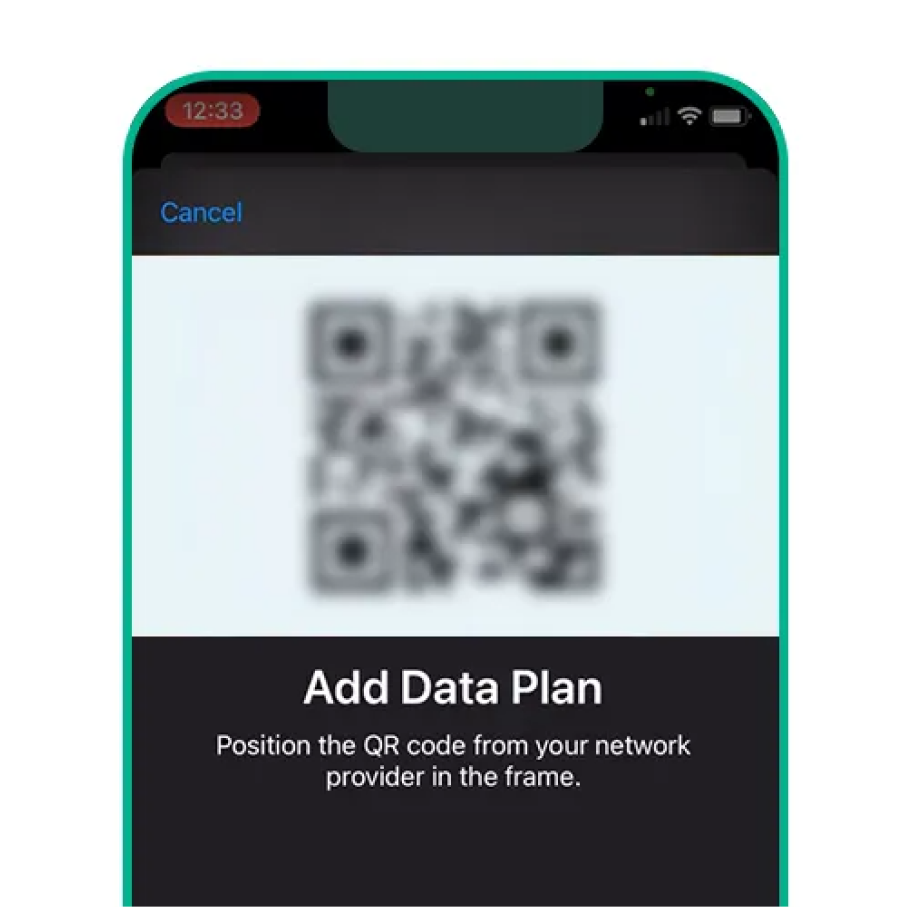 12:33
Cancel
Add Data Plan
Position the QR code from your network
provider in the frame.